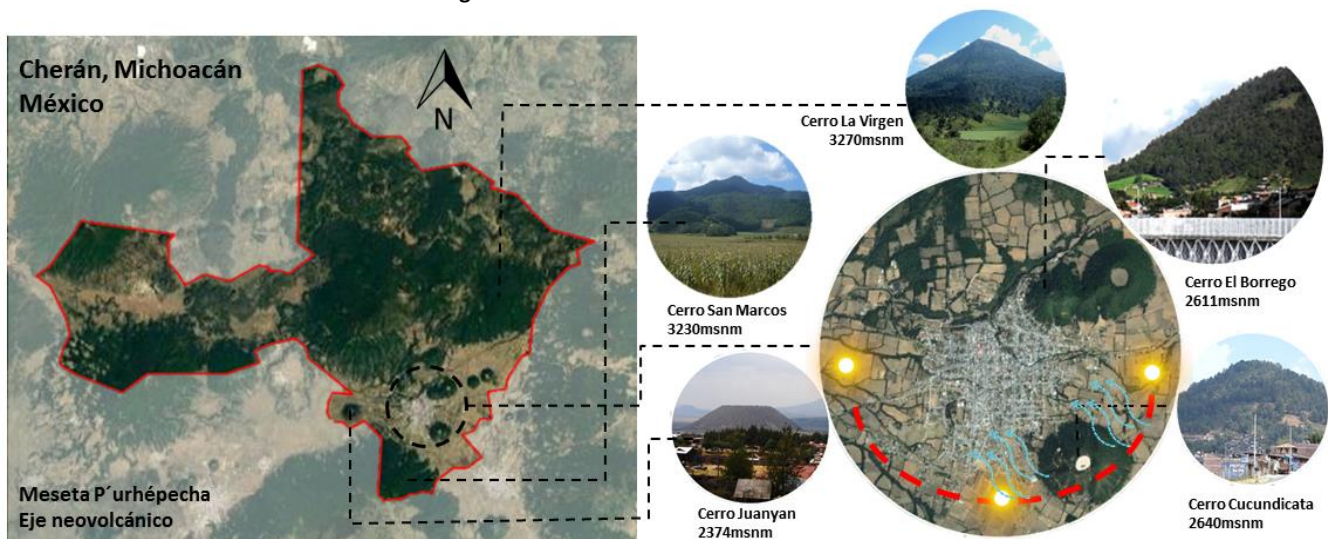 Cherán, Michoacán
México
N
Meseta P´urhépecha
Eje neovolcánico
Cerro La Virgen
3270msnm
Cerro San Marcos
3230msnm
Cerro Juanyan
2374msnm
Cerro El Borrego
2611msnm
Cerro Cucundicata
2640msnm